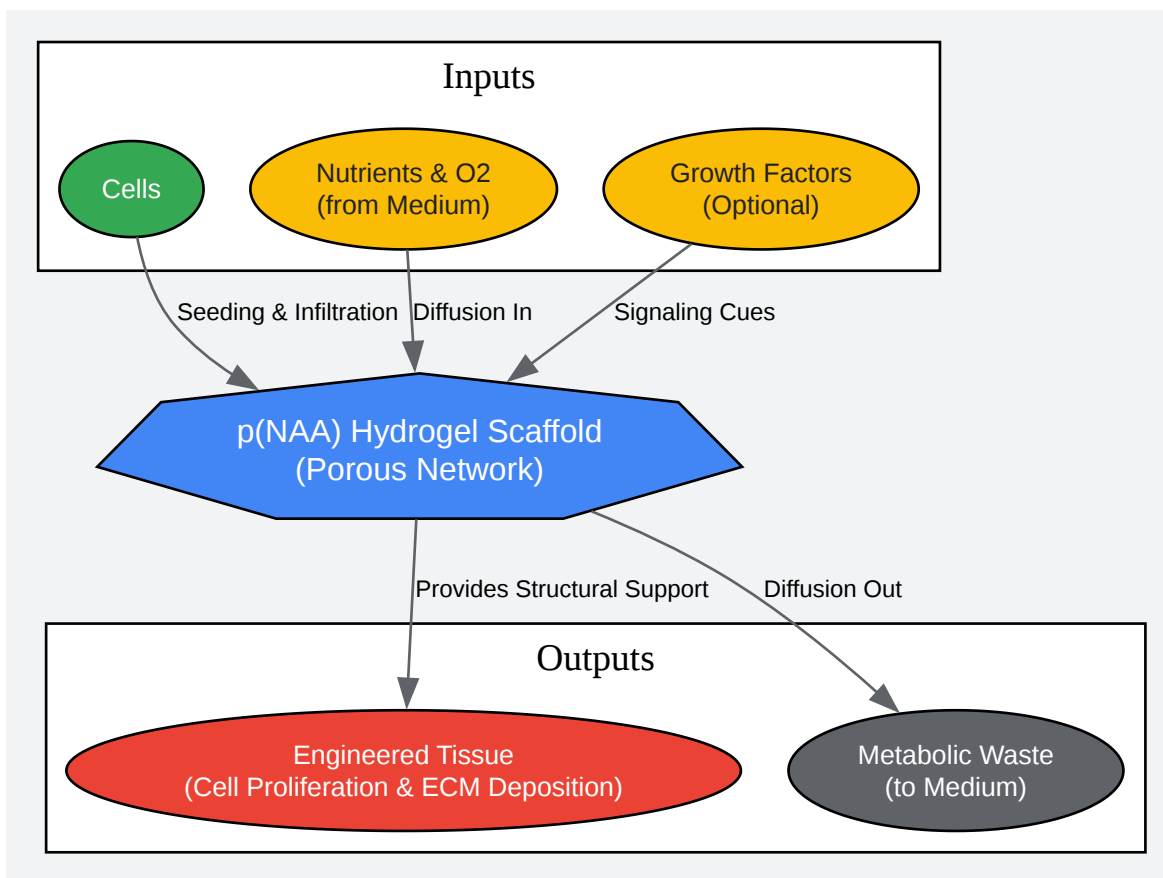 Inputs
Cells
Nutrients & O2
(from Medium)
Growth Factors
(Optional)
Seeding & Infiltration
Diffusion In
Signaling Cues
p(NAA) Hydrogel Scaffold
(Porous Network)
Provides Structural Support
Diffusion Out
Outputs
Engineered Tissue
(Cell Proliferation & ECM Deposition)
Metabolic Waste
(to Medium)